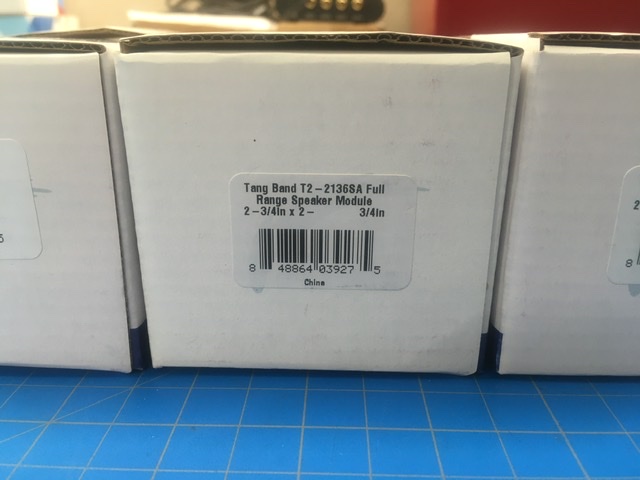 Tang Band T2-2136SA Full
Range Speaker Module
2-3/4in x 2- 3/4in
8 48864 03927 5
China